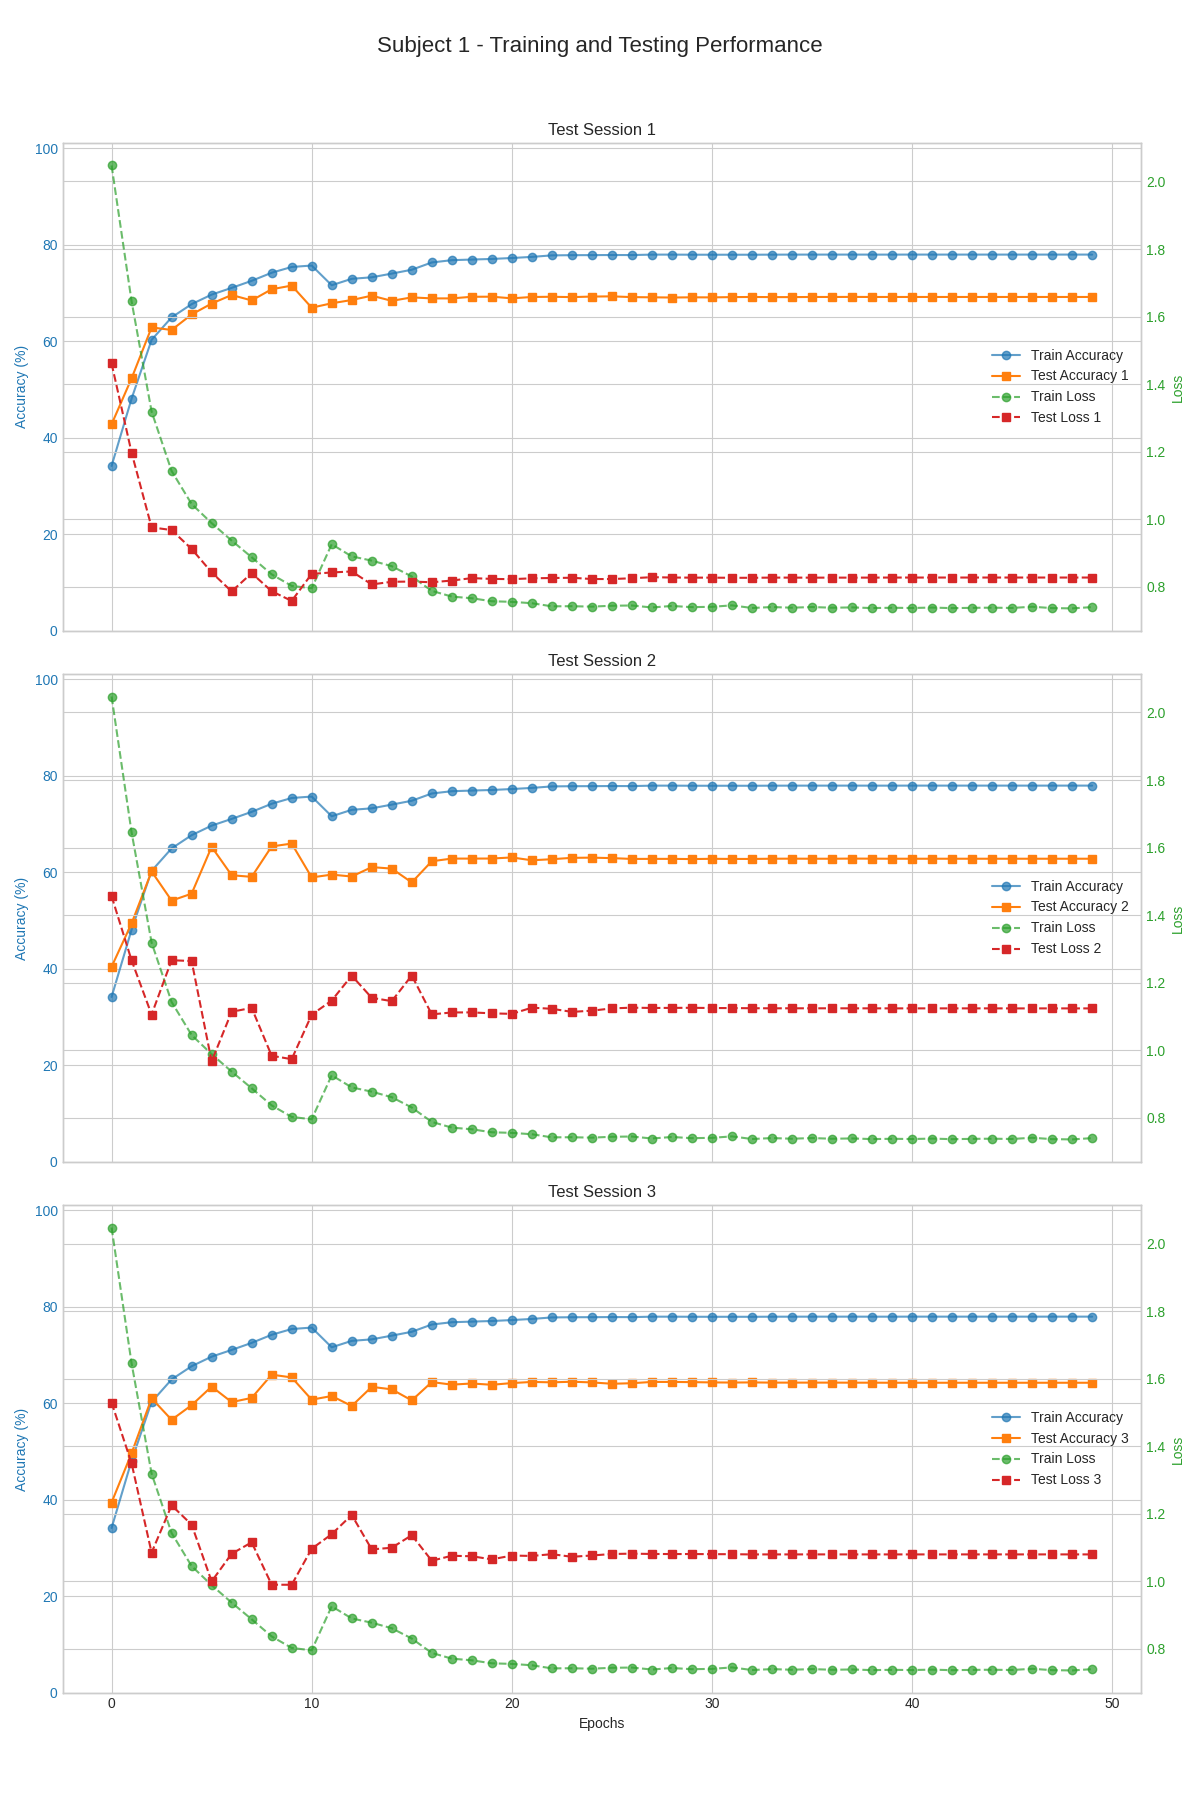 Subject 1 - Training and Testing Performance
Test Session 1
100
80
60
40
20
0
Accuracy (%)
2.0
1.8
1.6
1.4
1.2
1.0
0.8
Loss
Train Accuracy
Test Accuracy 1
Train Loss
Test Loss 1
Test Session 2
100
80
60
40
20
0
Accuracy (%)
2.0
1.8
1.6
1.4
1.2
1.0
0.8
Loss
Train Accuracy
Test Accuracy 2
Train Loss
Test Loss 2
Test Session 3
100
80
60
40
20
0
Accuracy (%)
2.0
1.8
1.6
1.4
1.2
1.0
0.8
Loss
Train Accuracy
Test Accuracy 3
Train Loss
Test Loss 3
0 10 20 30 40 50
Epochs